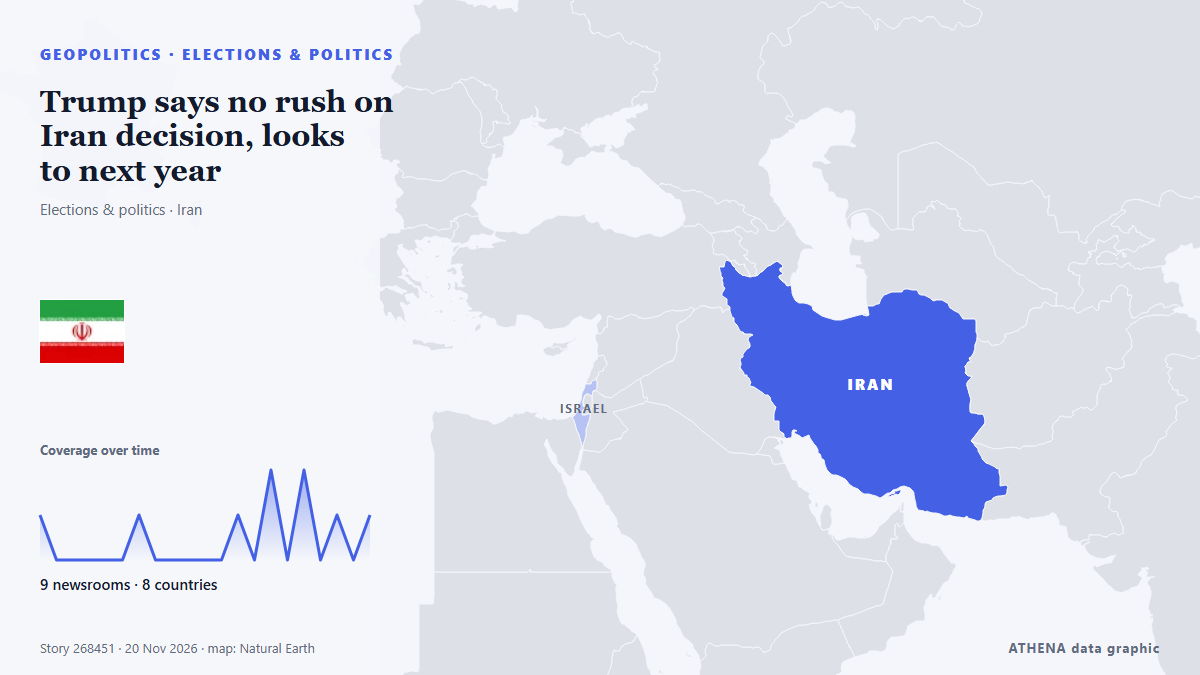 GEOPOLITICS · ELECTIONS & POLITICS
Trump says no rush on
Iran decision, looks
to next year
Elections & politics · Iran
IRAN
ISRAEL
Coverage over time
9 newsrooms · 8 countries
Story 268451 · 20 Nov 2026 · map: Natural Earth
ATHENA data graphic